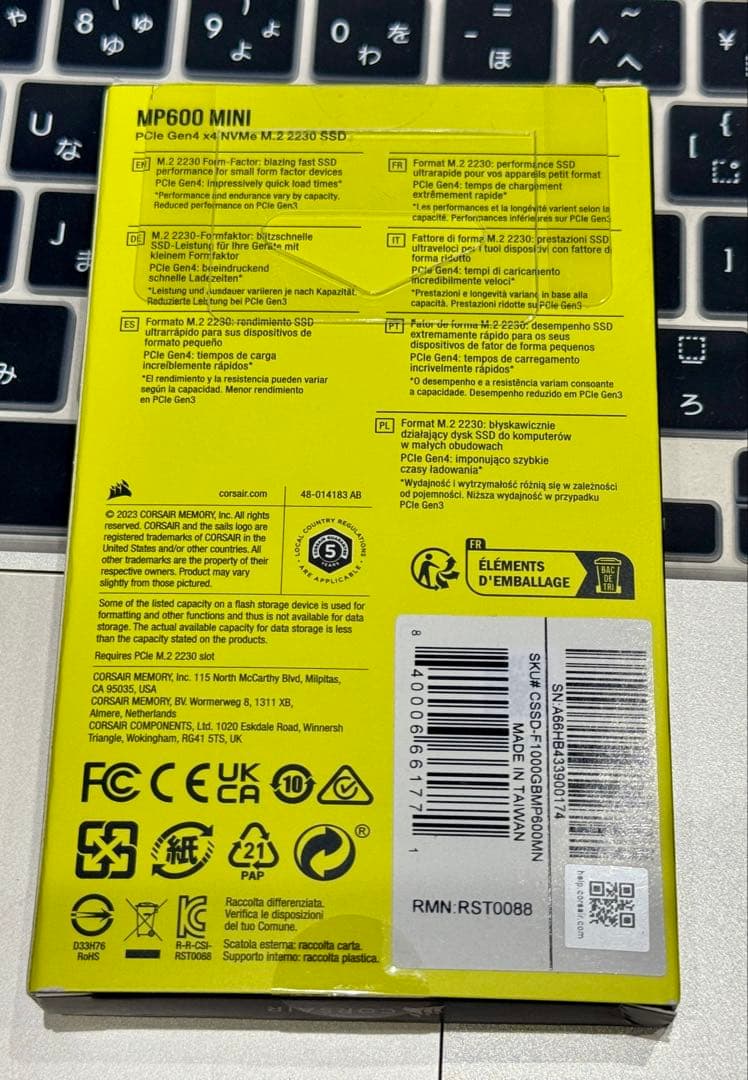 や
8 ゆ ゅ
9 よ ょ
0 わ を
- ほ =
^ へ ~
¥
U な
[ {
J ま
]
み
ろ
MP600 MINI
PCIe Gen4 x4 NVMe M.2 2230 SSD
EN
M.2 2230 Form-Factor: blazing fast SSD
performance for small form factor devices
PCIe Gen4: impressively quick load times*
*Performance and endurance vary by capacity.
Reduced performance on PCIe Gen3
DE
M.2 2230-Formfaktor: blitzschnelle
SSD-Leistung für Ihre Geräte mit
kleinem Formfaktor
PCIe Gen4: beeindruckend
schnelle Ladezeiten*
*Leistung und Ausdauer variieren je nach Kapazität.
Reduzierte Leistung bei PCIe Gen3
ES
Formato M.2 2230: rendimiento SSD
ultrarrápido para sus dispositivos de
formato pequeño
PCIe Gen4: tiempos de carga
increíblemente rápidos*
*El rendimiento y la resistencia pueden variar
según la capacidad. Menor rendimiento
en PCIe Gen3
FR
Format M.2 2230: performance SSD
ultrarapide pour vos appareils petit format
PCIe Gen4: temps de chargement
extrêmement rapide*
*Les performances et la longévité varient selon la
capacité. Performances inférieures sur PCIe Gen3
IT
Fattore di forma M.2 2230: prestazioni SSD
ultraveloci per i tuoi dispositivi con fattore di
forma ridotto
PCIe Gen4: tempi di caricamento
incredibilmente veloci*
*Prestazioni e longevità variano in base alla
capacità. Prestazioni ridotte su PCIe Gen3
PT
Fator de forma M.2 2230: desempenho SSD
extremamente rápido para os seus
dispositivos de fator de forma pequenos
PCIe Gen4: tempos de carregamento
incrivelmente rápidos*
*O desempenho e a resistência variam consoante
a capacidade. Desempenho reduzido em PCIe Gen3
PL
Format M.2 2230: błyskawicznie
działający dysk SSD do komputerów
w małych obudowach
PCIe Gen4: imponująco szybkie
czasy ładowania*
*Wydajność i wytrzymałość różnią się w zależności
od pojemności. Niższa wydajność w przypadku
PCIe Gen3
corsair.com
48-014183 AB
© 2023 CORSAIR MEMORY, Inc. All rights
reserved. CORSAIR and the sails logo are
registered trademarks of CORSAIR in the
United States and/or other countries. All
other trademarks are the property of their
respective owners. Product may vary
slightly from those pictured.
LOCAL COUNTRY REGULATIONS
5
YEARS
ARE APPLICABLE
FR
ÉLÉMENTS
D'EMBALLAGE
BAC
DE
TRI
Some of the listed capacity on a flash storage device is used for
formatting and other functions and thus is not available for data
storage. The actual available capacity for data storage is less
than the capacity stated on the products.
Requires PCIe M.2 2230 slot
CORSAIR MEMORY, Inc. 115 North McCarthy Blvd, Milpitas,
CA 95035, USA
CORSAIR MEMORY, BV. Wormerweg 8, 1311 XB,
Almere, Netherlands
CORSAIR COMPONENTS, Ltd. 1020 Eskdale Road, Winnersh
Triangle, Wokingham, RG41 5TS, UK
FC CE UK
CA
10
紙
21
PAP
®
D33H76
RoHS
R-R-CSI-
RST0088
Raccolta differenziata.
Verifica le disposizioni
del tuo Comune.
Scatola esterna: raccolta carta.
Supporto interno: raccolta plastica.
8 40006 66177 1
SKU# CSSD-F1000GBMP600MN
MADE IN TAIWAN
SN:A66HB433900174
RMN:RST0088
help.corsair.com
CORSAIR